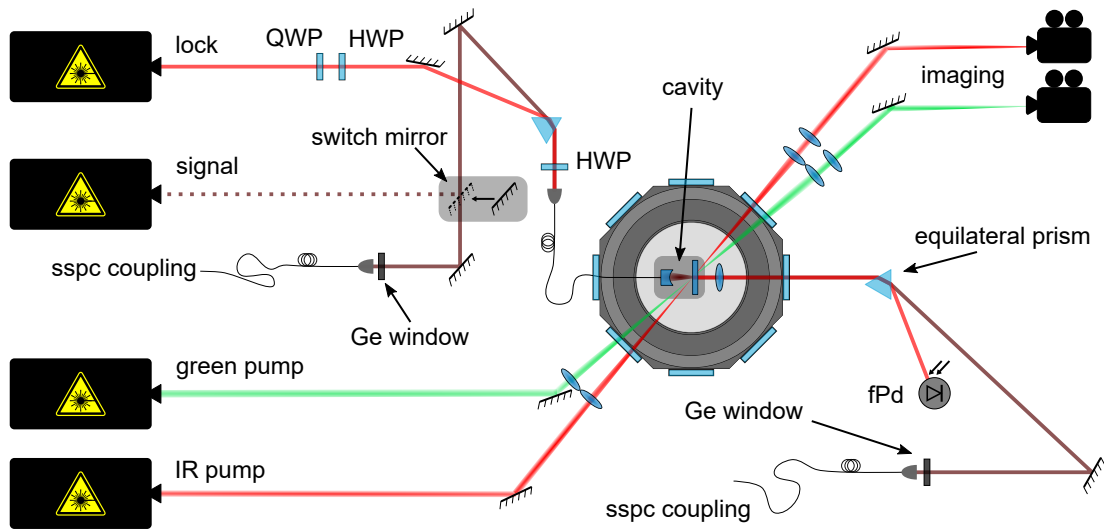 lock
QWP
HWP
imaging
cavity
switch mirror
signal
HWP
equilateral prism
sspc coupling
Ge window
green pump
fPd
Ge window
IR pump
sspc coupling